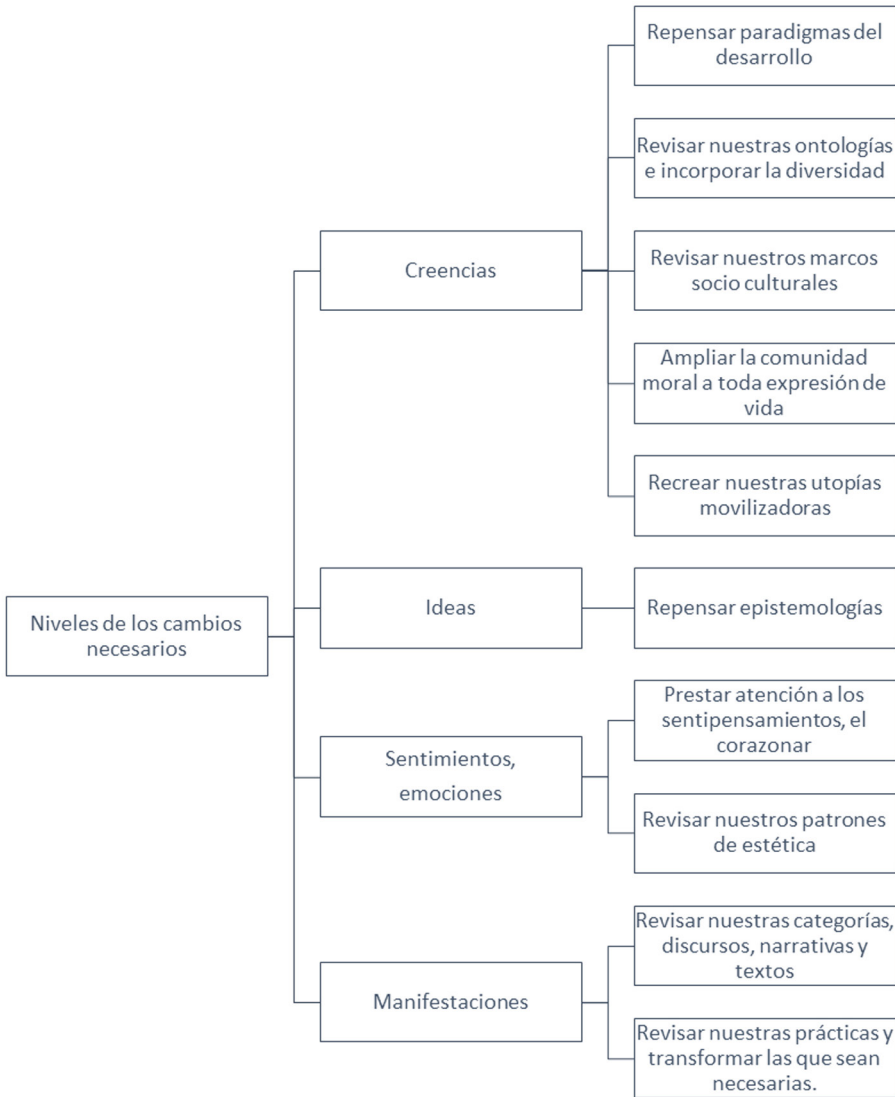 Repensar paradigmas del
desarrollo
Revisar nuestras ontologías
e incorporar la diversidad
Creencias
Revisar nuestros marcos
socio culturales
Ampliar la comunidad
moral a toda expresión de
vida
Recrear nuestras utopías
movilizadoras
Niveles de los cambios
necesarios
Ideas
Repensar epistemologías
Sentimientos,
emociones
Prestar atención a los
sentipensamientos, el
corazonar
Revisar nuestros patrones
de estética
Manifestaciones
Revisar nuestras categorías,
discursos, narrativas y
textos
Revisar nuestras prácticas y
transformar las que sean
necesarias.